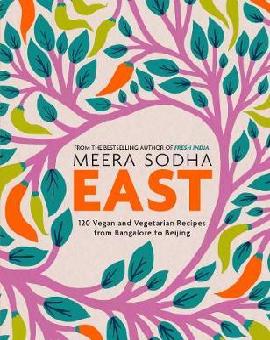 FROM THE BESTSELLING AUTHOR OF FRESH INDIA
MEERA SODHA
EAST
120 Vegan and Vegetarian Recipes
from Bangalore to Beijing